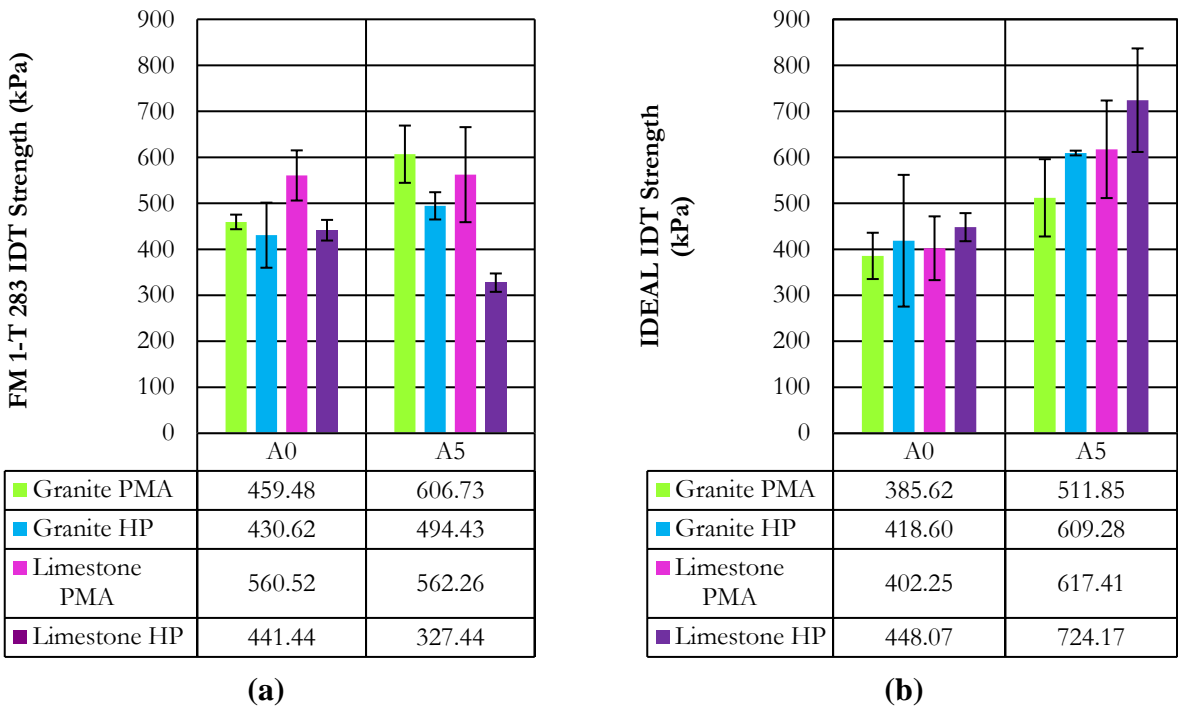 FM 1-T 283 IDT Strength (kPa)
900
800
700
600
500
400
300
200
100
0
A0 A5
Granite PMA 459.48 606.73
Granite HP 430.62 494.43
Limestone
PMA 560.52 562.26
Limestone HP 441.44 327.44
(a)
IDEAL IDT Strength
(kPa)
900
800
700
600
500
400
300
200
100
0
A0 A5
Granite PMA 385.62 511.85
Granite HP 418.60 609.28
Limestone
PMA 402.25 617.41
Limestone HP 448.07 724.17
(b)